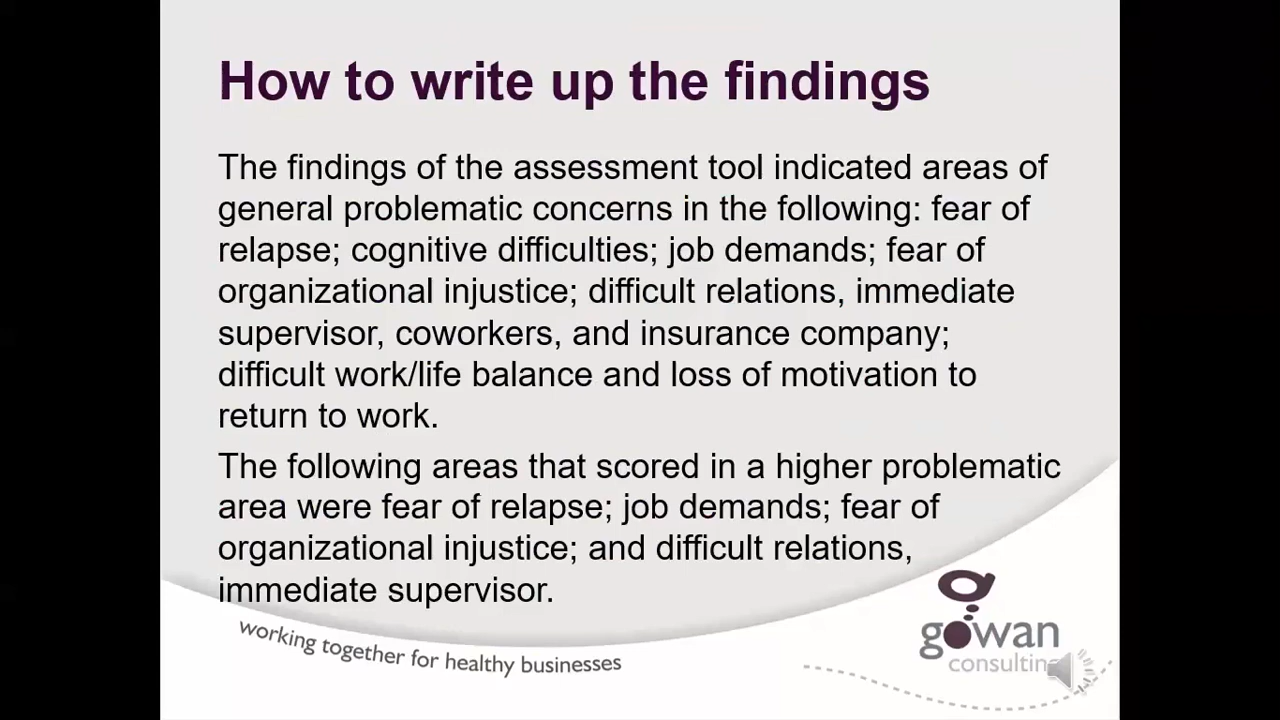 How to write up the findings
The findings of the assessment tool indicated areas of
general problematic concerns in the following: fear of
relapse; cognitive difficulties; job demands; fear of
organizational injustice; difficult relations, immediate
supervisor, coworkers, and insurance company;
difficult work/life balance and loss of motivation to
return to work.
The following areas that scored in a higher problematic
area were fear of relapse; job demands; fear of
organizational injustice; and difficult relations,
immediate supervisor.
working together for healthy businesses
gowan
consulting